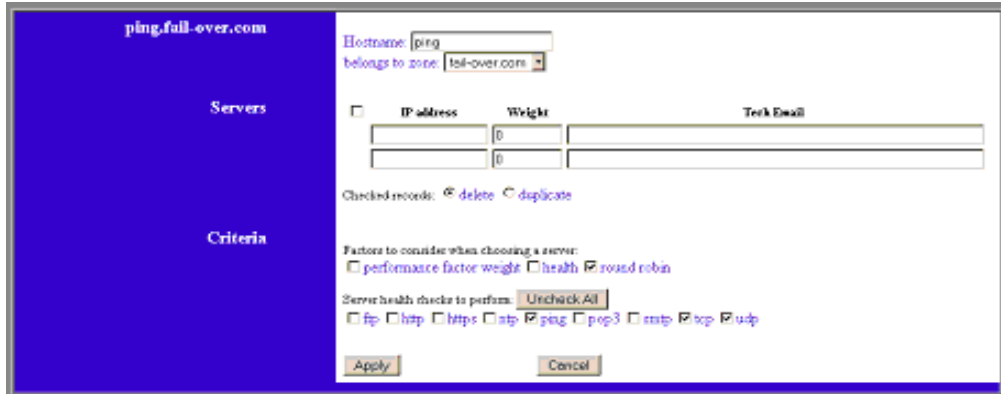 ping.fail-over.com
Hostname: ping
belongs to zone: fail-over.com
Servers
IP address Weight Tech Email
0
0
Checked records: delete duplicate
Criteria
Factors to consider when choosing a server:
performance factor weight health round robin
Server health checks to perform: Uncheck All
ftp http https ntp ping pop3 smtp tcp udp
Apply Cancel